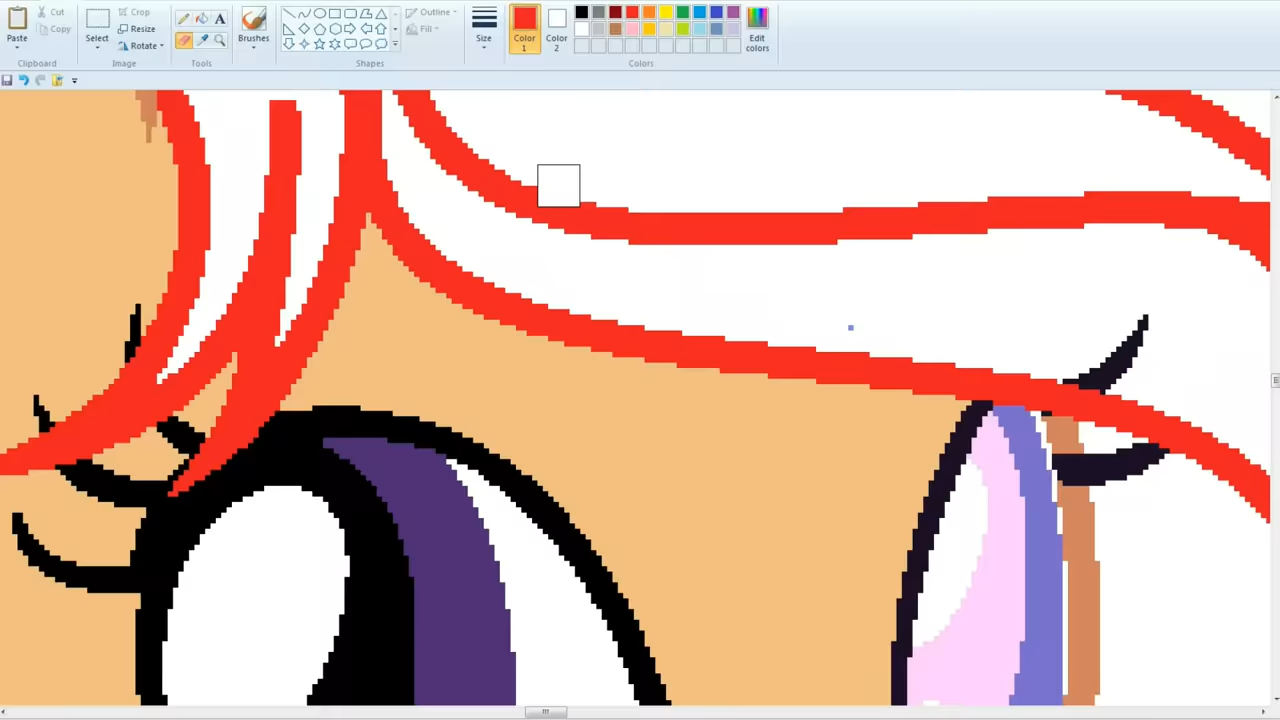 Paste
Cut
Copy
Clipboard
Select
Crop
Resize
Rotate
Image
A
Tools
Brushes
Outline
Fill
Shapes
Size
Color 1
Color 2
Edit colors
Colors